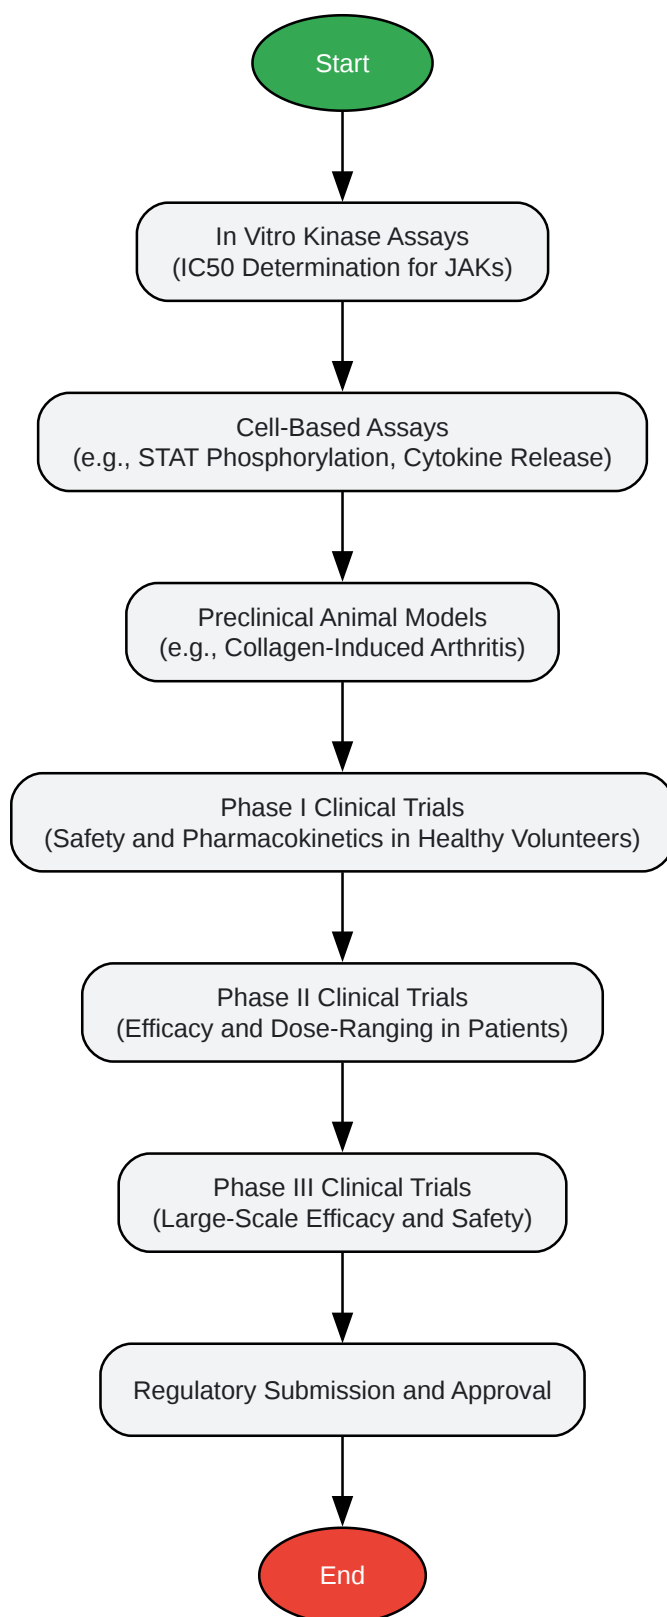 Start
In Vitro Kinase Assays
(IC50 Determination for JAKs)
Cell-Based Assays
(e.g., STAT Phosphorylation, Cytokine Release)
Preclinical Animal Models
(e.g., Collagen-Induced Arthritis)
Phase I Clinical Trials
(Safety and Pharmacokinetics in Healthy Volunteers)
Phase II Clinical Trials
(Efficacy and Dose-Ranging in Patients)
Phase III Clinical Trials
(Large-Scale Efficacy and Safety)
Regulatory Submission and Approval
End